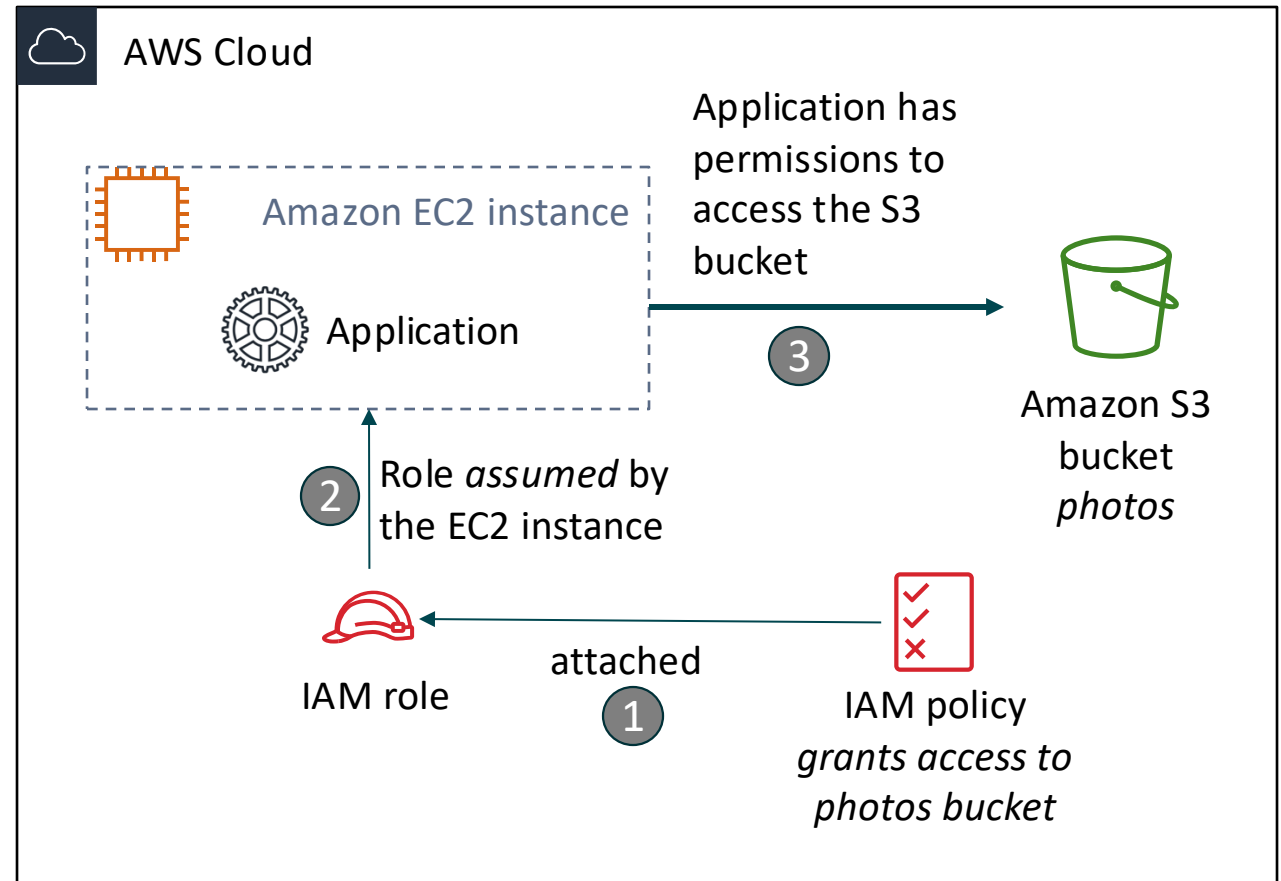 AWS Cloud
Application has
permissions to
access the S3
bucket
Amazon EC2 instance
Application
3
Amazon S3
bucket
photos
2
Role assumed by
the EC2 instance
IAM role
attached
1
IAM policy
grants access to
photos bucket